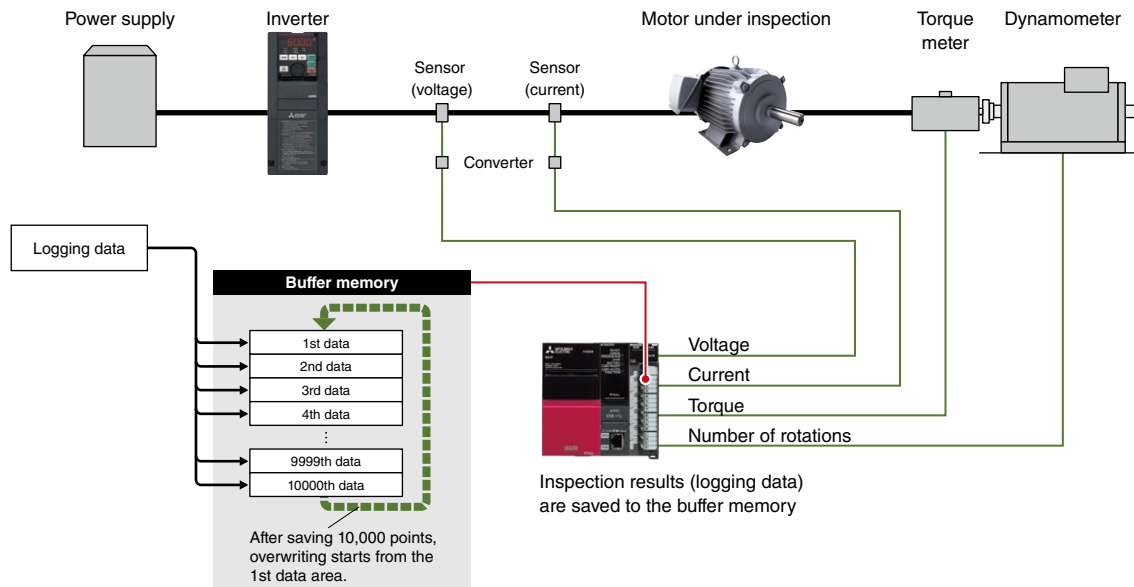 Power supply
Inverter
Motor under inspection
Torque
meter
Dynamometer
Sensor
(voltage)
Sensor
(current)
Converter
Logging data
Buffer memory
1st data
2nd data
3rd data
4th data
⋮
9999th data
10000th data
After saving 10,000 points,
overwriting starts from the
1st data area.
Voltage
Current
Torque
Number of rotations
Inspection results (logging data)
are saved to the buffer memory